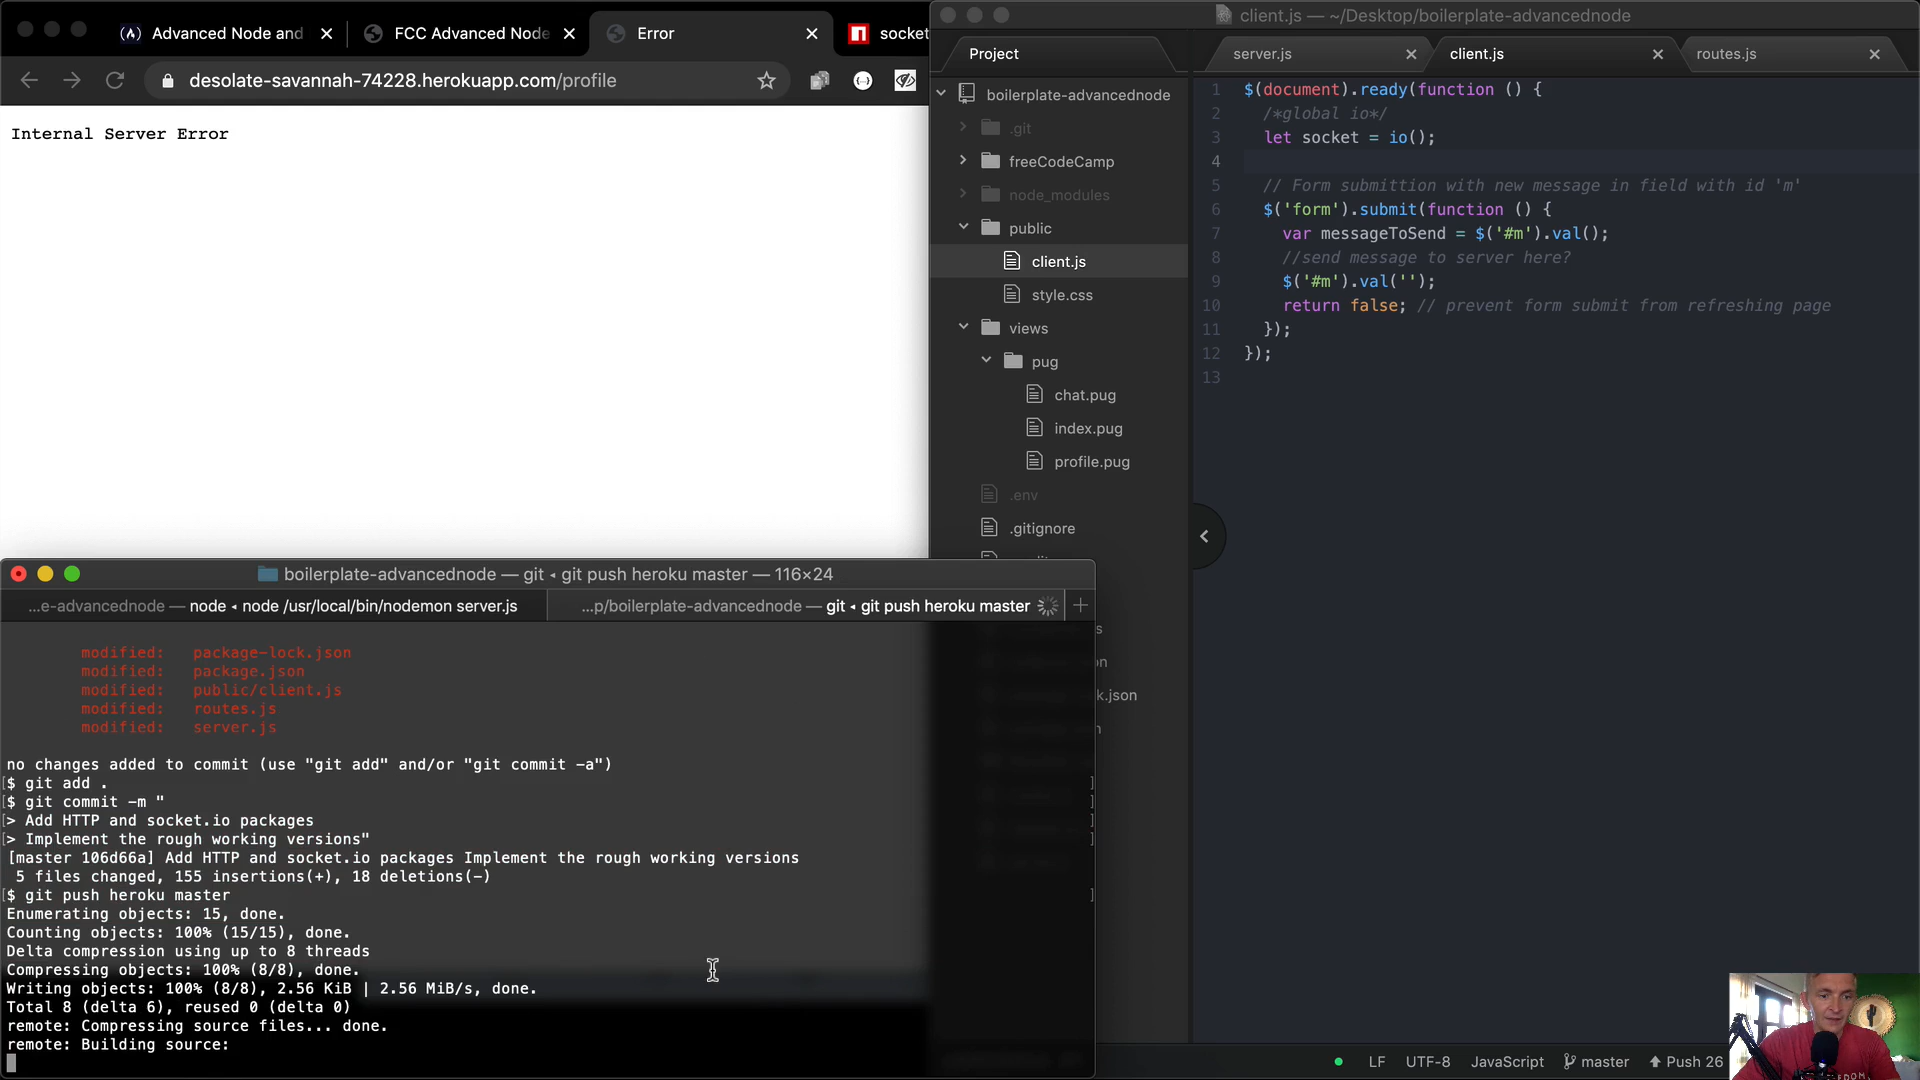 Advanced Node and
FCC Advanced Node
Error
socket
desolate-savannah-74228.herokuapp.com/profile
Internal Server Error
client.js — ~/Desktop/boilerplate-advancednode
Project
server.js
client.js
routes.js
boilerplate-advancednode
.git
freeCodeCamp
node_modules
public
client.js
style.css
views
pug
chat.pug
index.pug
profile.pug
.env
.gitignore
1 $(document).ready(function () {
2 /*global io*/
3 let socket = io();
4
5 // Form submittion with new message in field with id 'm'
6 $('form').submit(function () {
7 var messageToSend = $('#m').val();
8 //send message to server here?
9 $('#m').val('');
10 return false; // prevent form submit from refreshing page
11 });
12 });
13
boilerplate-advancednode — git ◂ git push heroku master — 116×24
...e-advancednode — node ◂ node /usr/local/bin/nodemon server.js
...p/boilerplate-advancednode — git ◂ git push heroku master
modified: package-lock.json
modified: package.json
modified: public/client.js
modified: routes.js
modified: server.js
no changes added to commit (use "git add" and/or "git commit -a")
[$ git add .
[$ git commit -m "
[> Add HTTP and socket.io packages
[> Implement the rough working versions"
[master 106d66a] Add HTTP and socket.io packages Implement the rough working versions
5 files changed, 155 insertions(+), 18 deletions(-)
[$ git push heroku master
Enumerating objects: 15, done.
Counting objects: 100% (15/15), done.
Delta compression using up to 8 threads
Compressing objects: 100% (8/8), done.
Writing objects: 100% (8/8), 2.56 KiB | 2.56 MiB/s, done.
Total 8 (delta 6), reused 0 (delta 0)
remote: Compressing source files... done.
remote: Building source:
k.json
LF UTF-8 JavaScript master Push 26